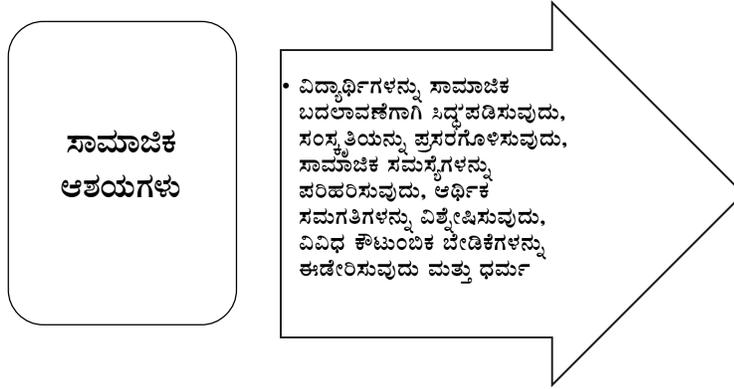 ಸಾಮಾಜಿಕ
ಆಶಯಗಳು
• ವಿದ್ಯಾರ್ಥಿಗಳನ್ನು ಸಾಮಾಜಿಕ
ಬದಲಾವಣೆಗಾಗಿ ಸಿದ್ಧಪಡಿಸುವುದು,
ಸಂಸ್ಕೃತಿಯನ್ನು ಪ್ರಸರಗೊಳಿಸುವುದು,
ಸಾಮಾಜಿಕ ಸಮಸ್ಯೆಗಳನ್ನು
ಪರಿಹರಿಸುವುದು, ಆರ್ಥಿಕ
ಸಮಗತಿಗಳನ್ನು ವಿಶ್ನೇಷಿಸುವುದು,
ವಿವಿಧ ಕೌಟುಂಬಿಕ ಬೇಡಿಕೆಗಳನ್ನು
ಈಡೇರಿಸುವುದು ಮತ್ತು ಧರ್ಮ